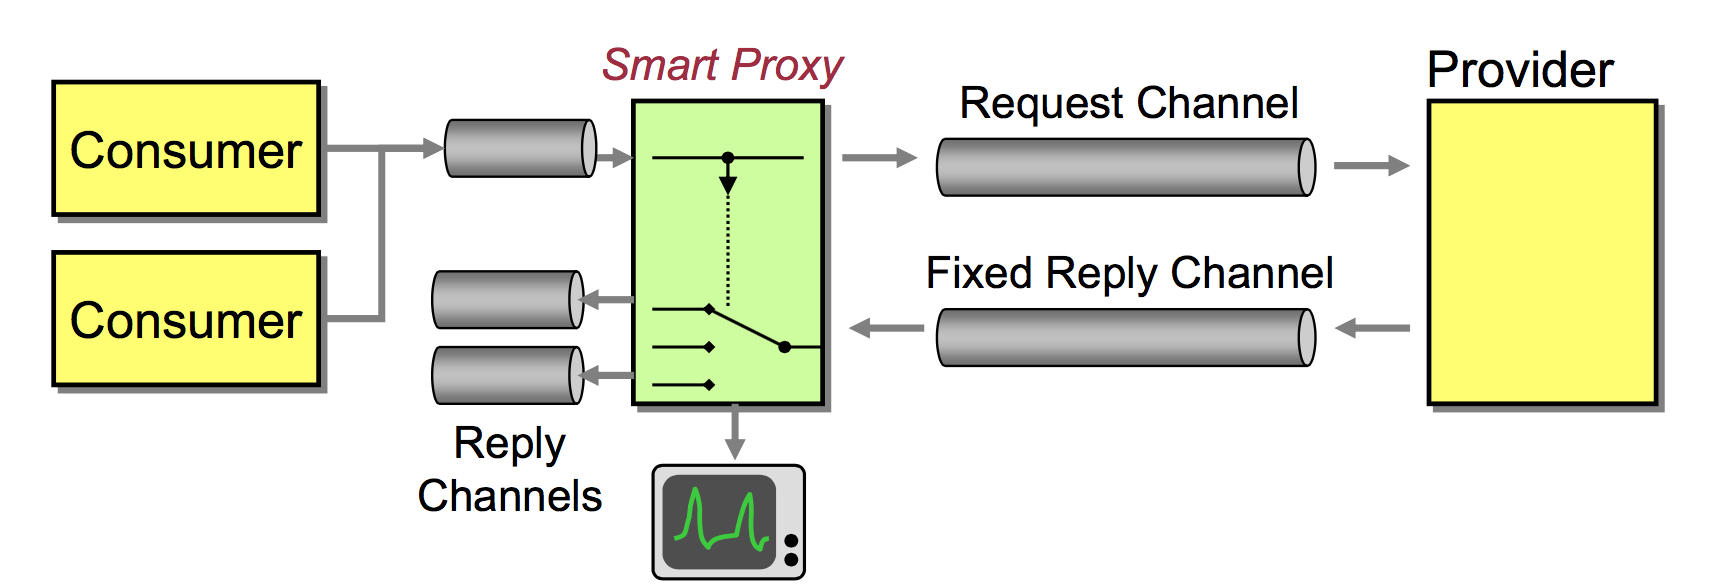 Smart Proxy
Provider
Consumer
Request Channel
Consumer
Fixed Reply Channel
Reply
Channels